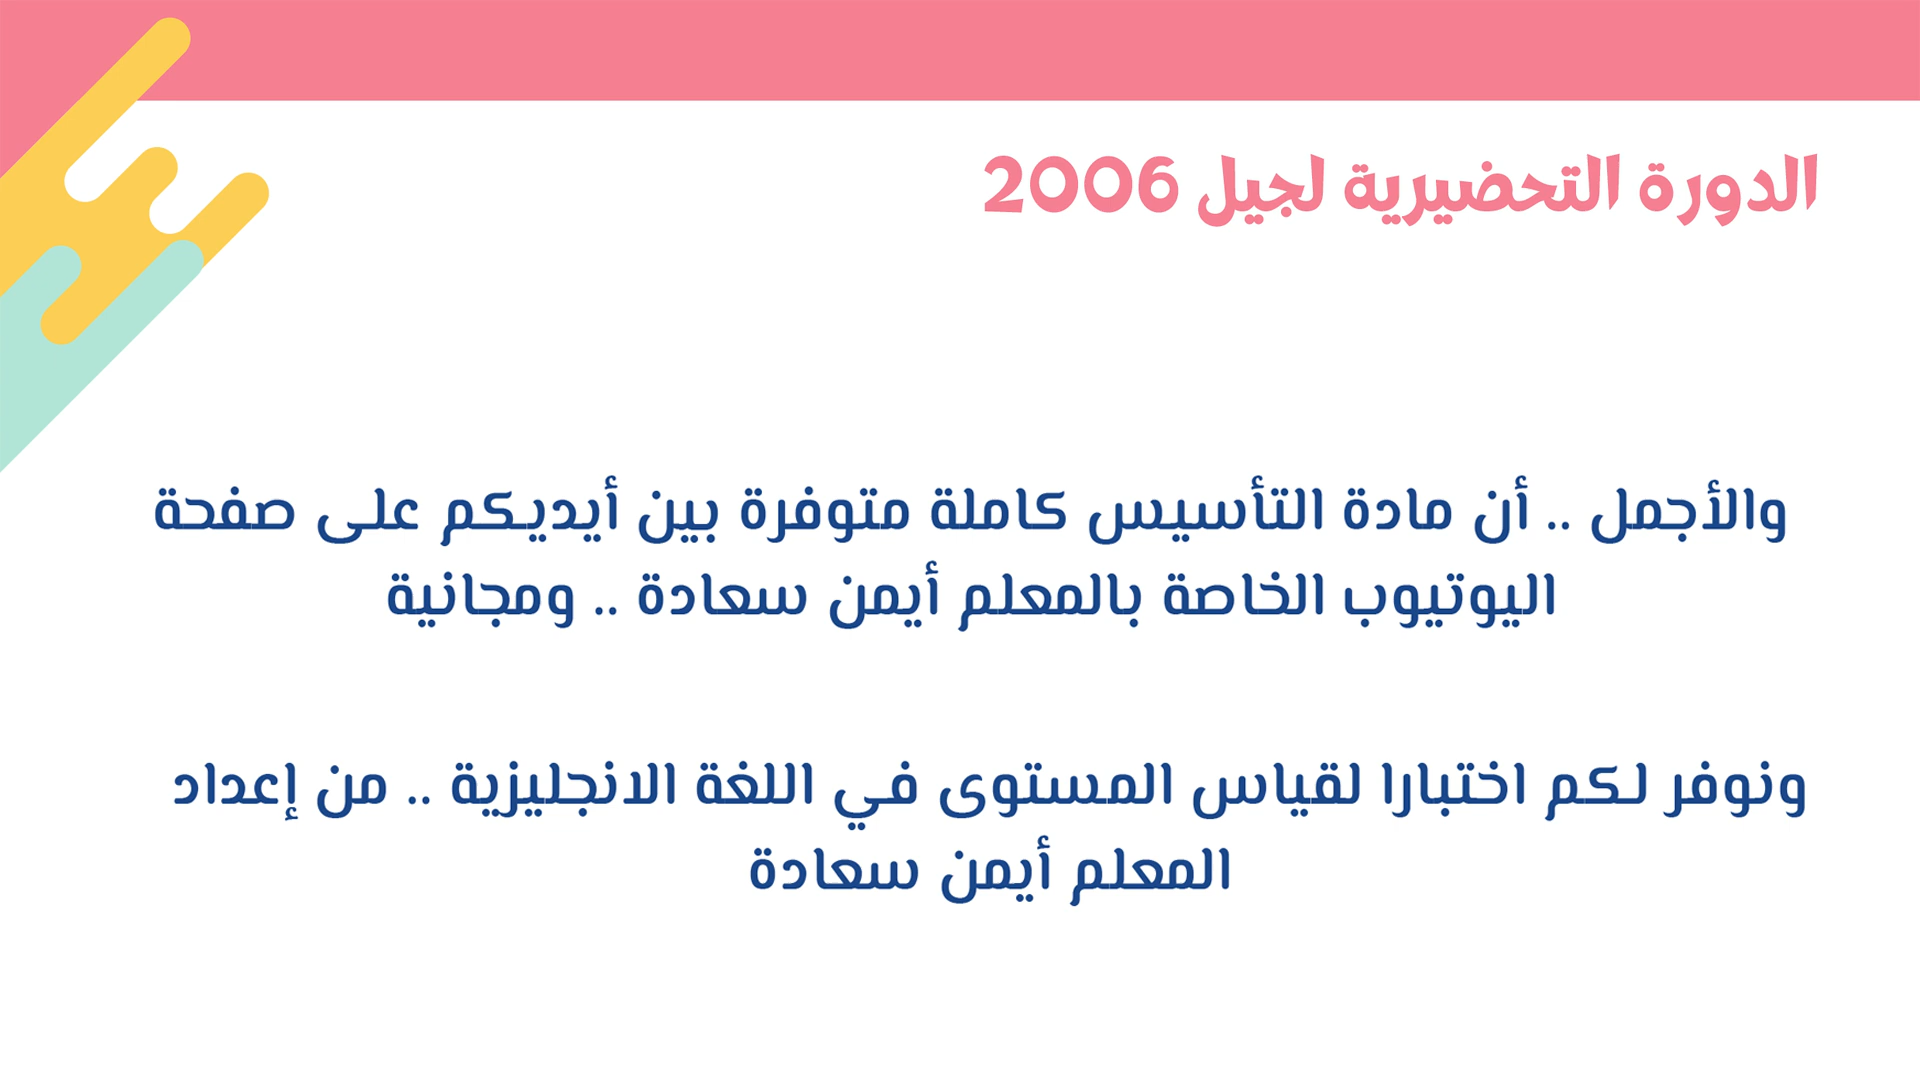 الدورة التحضيرية لجيل 2006
والأجمل .. أن مادة التأسيس كاملة متوفرة بين أيديكم على صفحة
اليوتيوب الخاصة بالمعلم أيمن سعادة .. ومجانية
ونوفر لكم اختبارا لقياس المستوى في اللغة الانجليزية .. من إعداد
المعلم أيمن سعادة